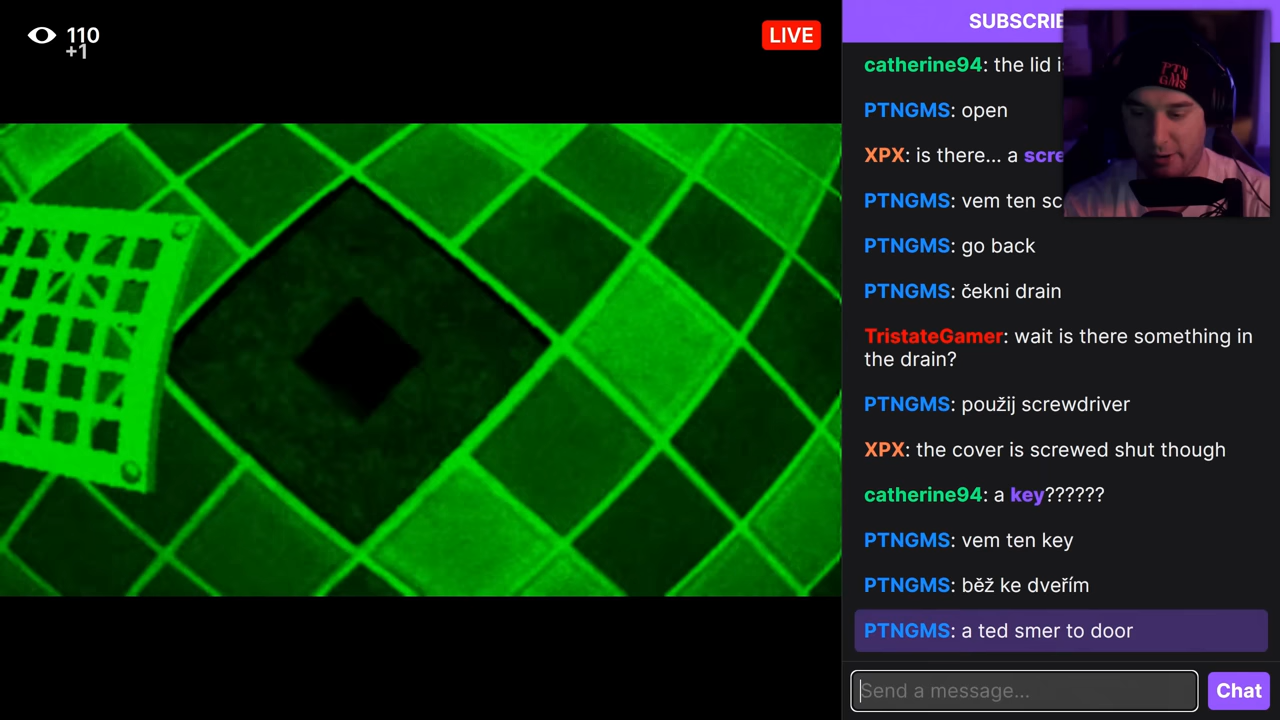 110
+1
LIVE
SUBSCRIBE
catherine94: the lid
PTNGMS: open
XPX: is there... a
PTNGMS: vem ten
PTNGMS: go back
PTNGMS: čekni drain
TristateGamer: wait is there something in
the drain?
PTNGMS: použij screwdriver
XPX: the cover is screwed shut though
catherine94: a key??????
PTNGMS: vem ten key
PTNGMS: běž ke dveřím
PTNGMS: a ted smer to door
Send a message...
Chat
PTN
GMS